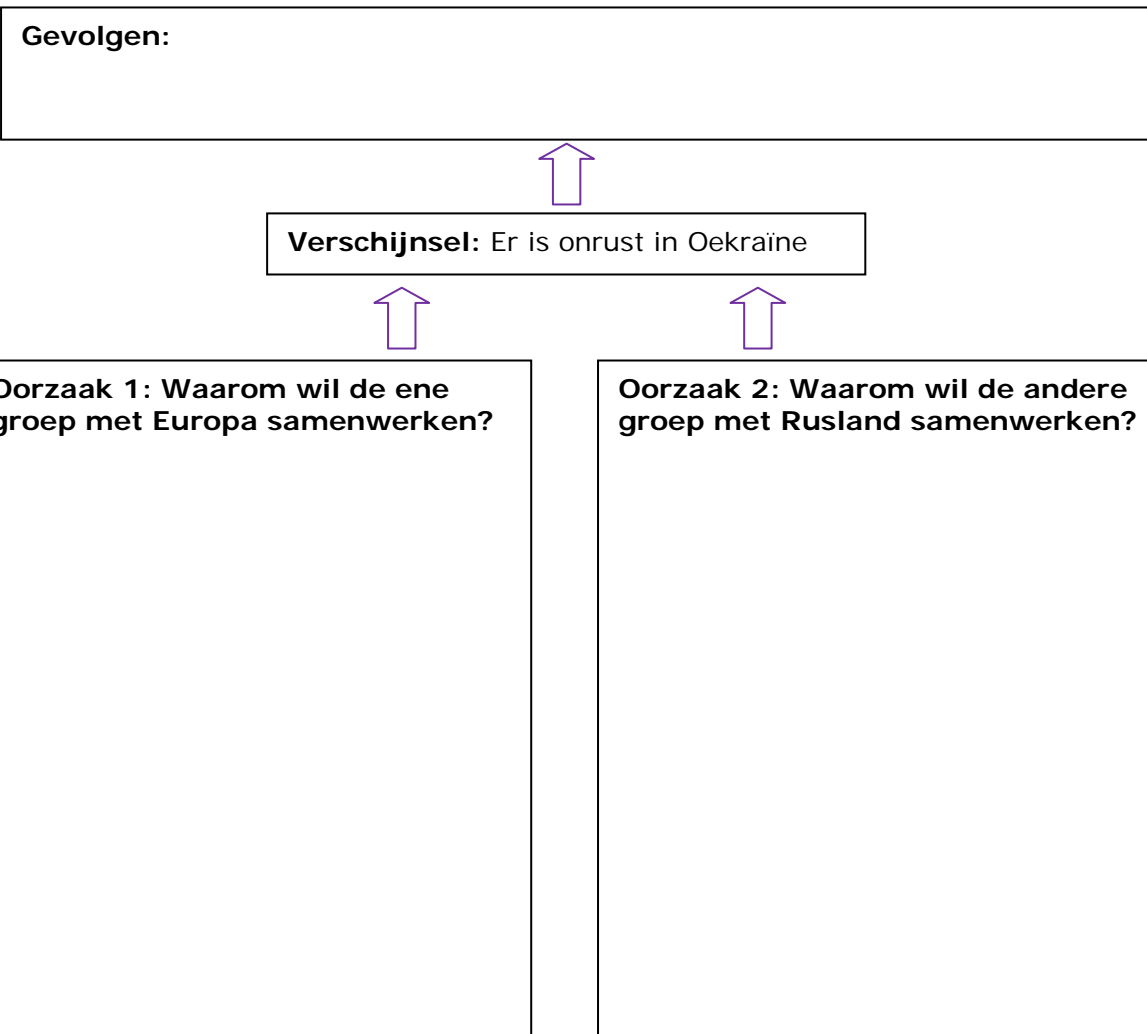 Gevolgen:
Verschijnsel: Er is onrust in Oekraïne
Oorzaak 1: Waarom wil de ene
groep met Europa samenwerken?
Oorzaak 2: Waarom wil de andere
groep met Rusland samenwerken?